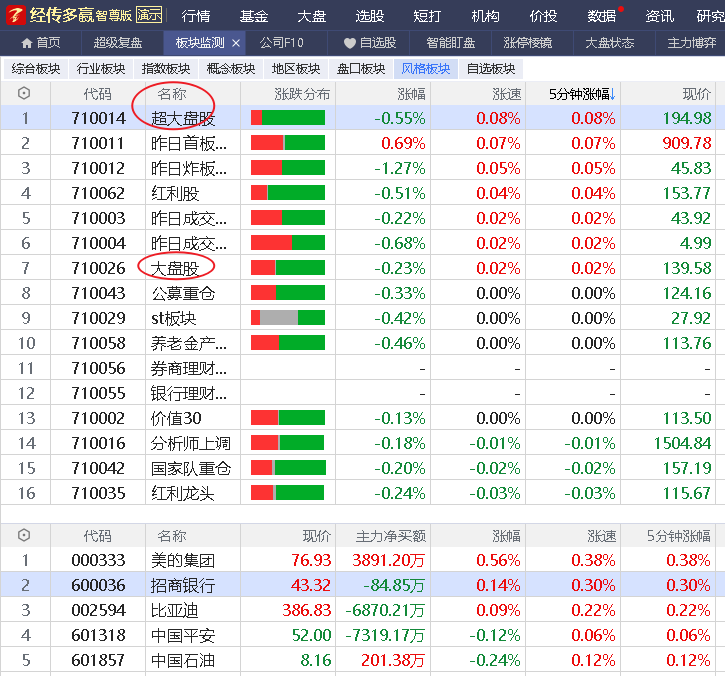 经传多赢 智尊版 演示 行情 基金 大盘 选股 短打 机构 价投 数据 资讯 研究
首页 超级复盘 板块监测 × 公司F10 自选股 智能盯盘 涨停棱镜 大盘状态 主力博弈
综合板块 行业板块 指数板块 概念板块 地区板块 盘口板块 风格板块 自选板块
代码 名称 涨跌分布 涨幅 涨速 5分钟涨幅↓ 现价
1 710014 超大盘股 -0.55% 0.08% 0.08% 194.98
2 710011 昨日首板... 0.69% 0.07% 0.07% 909.78
3 710012 昨日炸板... -1.27% 0.05% 0.05% 45.83
4 710062 红利股 -0.51% 0.04% 0.04% 153.77
5 710003 昨日成交... -0.22% 0.02% 0.02% 43.92
6 710004 昨日成交... -0.68% 0.02% 0.02% 4.99
7 710026 大盘股 -0.23% 0.02% 0.02% 139.58
8 710043 公募重仓 -0.33% 0.00% 0.00% 124.16
9 710029 st板块 -0.42% 0.00% 0.00% 27.92
10 710058 养老金产... -0.46% 0.00% 0.00% 113.76
11 710056 券商理财... - - - -
12 710055 银行理财... - - - -
13 710002 价值30 -0.13% 0.00% 0.00% 113.50
14 710016 分析师上调 -0.18% -0.01% -0.01% 1504.84
15 710042 国家队重仓 -0.20% -0.02% -0.02% 157.19
16 710035 红利龙头 -0.24% -0.03% -0.03% 115.67
代码 名称 现价 主力净买额 涨幅 涨速 5分钟涨幅
1 000333 美的集团 76.93 3891.20万 0.56% 0.38% 0.38%
2 600036 招商银行 43.32 -84.85万 0.14% 0.30% 0.30%
3 002594 比亚迪 386.83 -6870.21万 0.09% 0.22% 0.22%
4 601318 中国平安 52.00 -7319.17万 -0.12% 0.06% 0.06%
5 601857 中国石油 8.16 201.38万 -0.24% 0.12% 0.12%